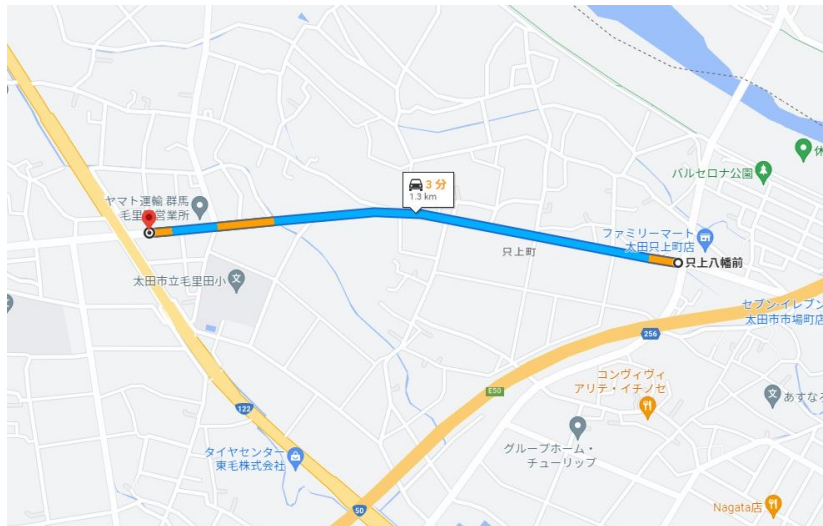 休
バルセロナ公園
3 分
1.3 km
ヤマト運輸 群馬
営業所
ファミリーマート
太田只上町店
只上町
只上八幡前
太田市立毛里田小
セブン‐イレブン
太田市市場町店
256
コンヴィヴィ
アリテ・イチノセ
E50
あすなろ
122
グループホーム・
チューリップ
タイヤセンター
東毛株式会社
50
Nagata店